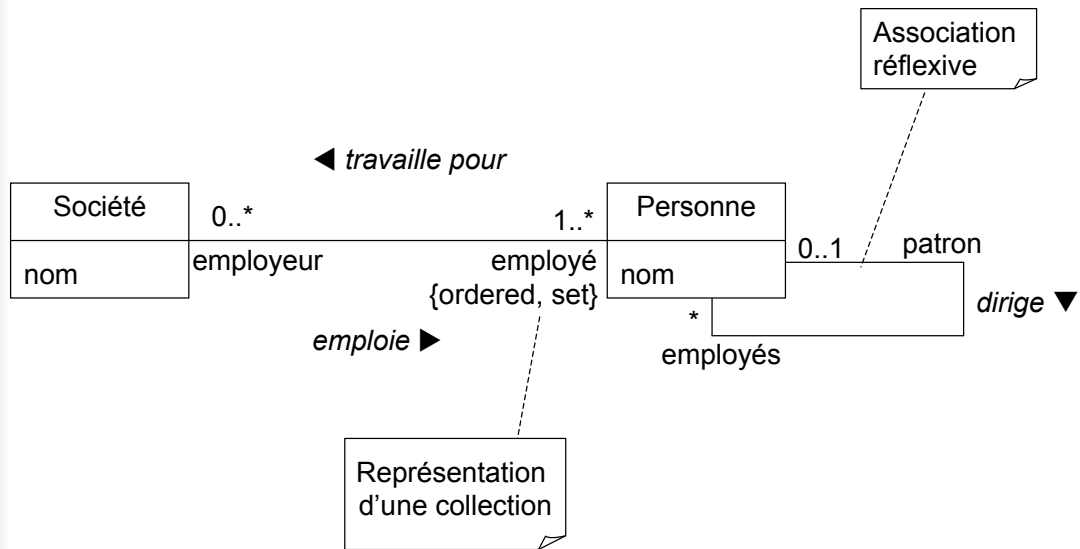 Association
réflexive
◀ travaille pour
Société
0..*
1..*
Personne
0..1
patron
nom
employeur
employé
nom
{ordered, set}
dirige ▼
*
emploie ▶
employés
Représentation
d’une collection